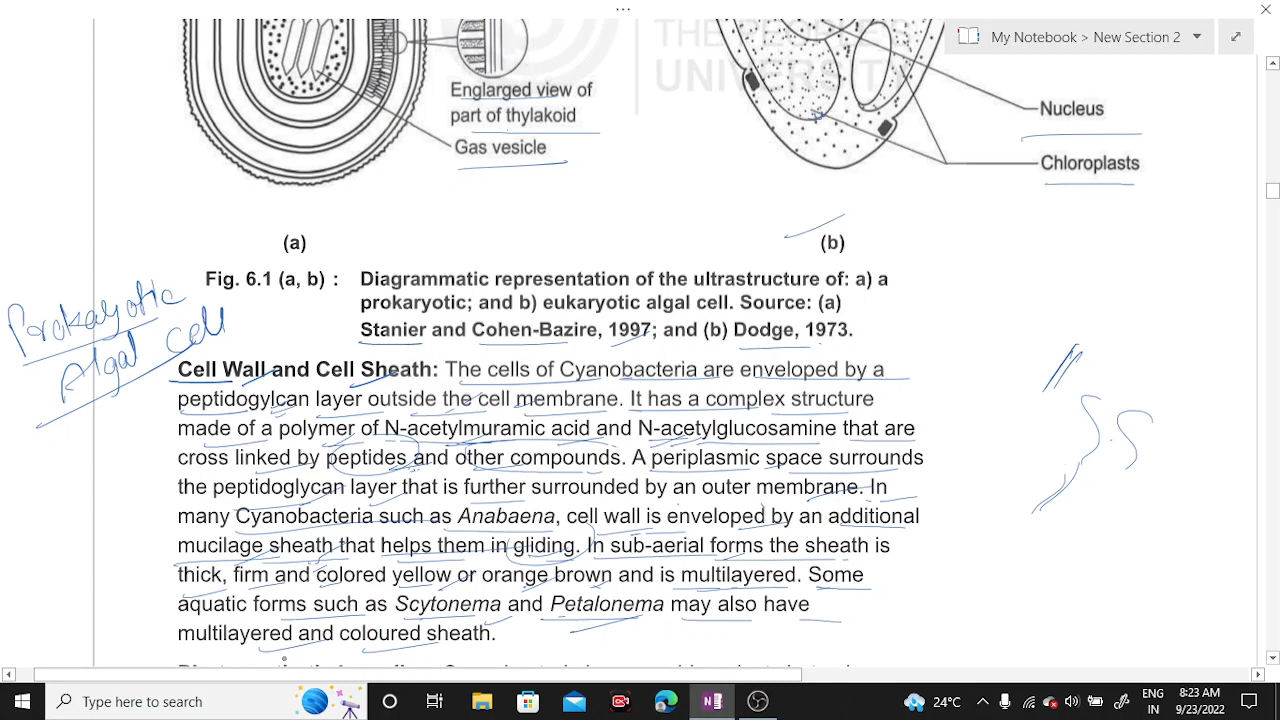 ...
My Notebook > New Section 2
THE PEOPLE'S
UNIVERSITY
Englarged view of
part of thylakoid
Gas vesicle
Nucleus
Chloroplasts
(a)
(b)
Fig. 6.1 (a, b) : Diagrammatic representation of the ultrastructure of: a) a
prokaryotic; and b) eukaryotic algal cell. Source: (a)
Stanier and Cohen-Bazire, 1997; and (b) Dodge, 1973.
Prokayotic
Algal cell
Cell Wall and Cell Sheath: The cells of Cyanobacteria are enveloped by a
peptidogylcan layer outside the cell membrane. It has a complex structure
made of a polymer of N-acetylmuramic acid and N-acetylglucosamine that are
cross linked by peptides and other compounds. A periplasmic space surrounds
the peptidoglycan layer that is further surrounded by an outer membrane. In
many Cyanobacteria such as Anabaena, cell wall is enveloped by an additional
mucilage sheath that helps them in gliding. In sub-aerial forms the sheath is
thick, firm and colored yellow or orange brown and is multilayered. Some
aquatic forms such as Scytonema and Petalonema may also have
multilayered and coloured sheath.
Type here to search
24°C
ENG
IN
8:23 AM
9/23/2022